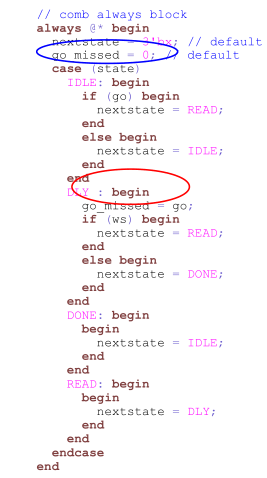 // comb always block
always @* begin
nextstate = 3'bx; // default
go_missed = 0; // default
case (state)
IDLE: begin
if (go) begin
nextstate = READ;
end
else begin
nextstate = IDLE;
end
end
DLY : begin
go_missed = go;
if (ws) begin
nextstate = READ;
end
else begin
nextstate = DONE;
end
end
DONE: begin
begin
nextstate = IDLE;
end
end
READ: begin
begin
nextstate = DLY;
end
end
endcase
end